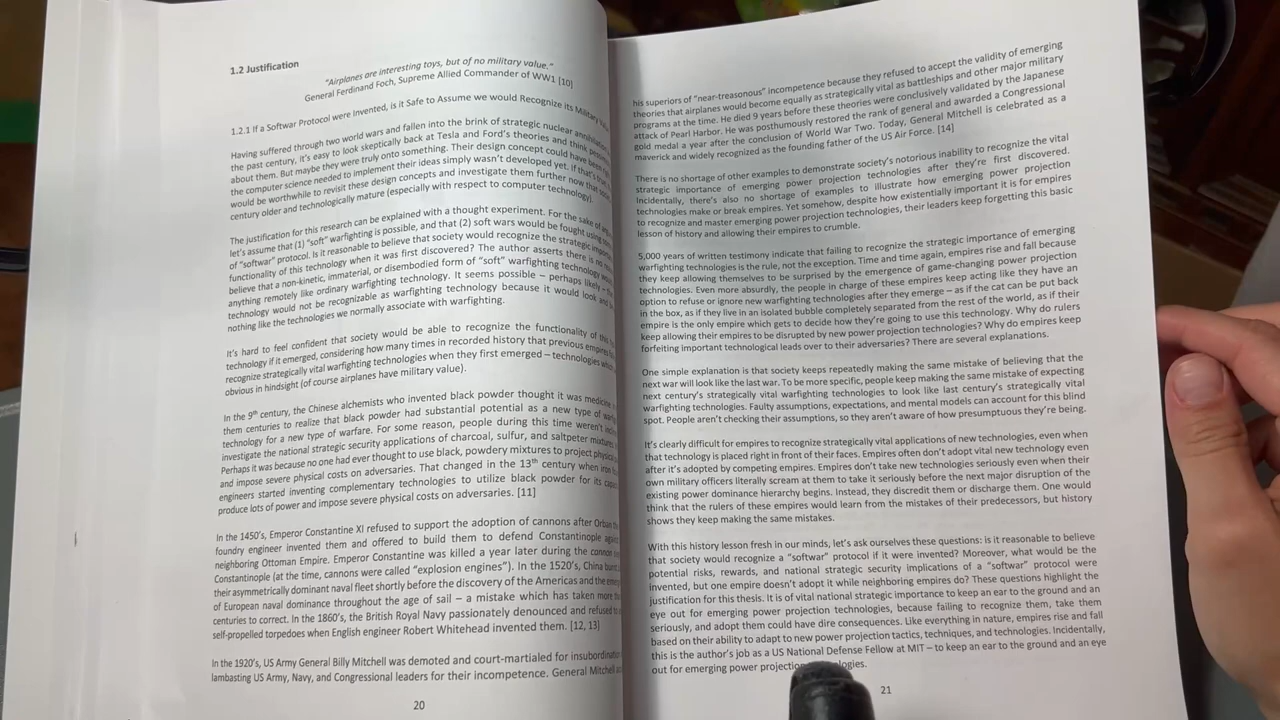 1.2 Justification
"Airplanes are interesting toys, but of no military value."
General Ferdinand Foch, Supreme Allied Commander of WW1 [10]
1.2.1 If a Softwar Protocol were Invented, is it Safe to Assume we would Recognize its Military
Having suffered through two world wars and fallen into the brink of strategic nuclear annihilation
the past century, it's easy to look skeptically back at Tesla and Ford's theories and think
about them. But maybe they were truly onto something. Their design concept could have been
the computer science needed to implement their ideas simply wasn't developed yet. If that's
would be worthwhile to revisit these design concepts and investigate them further now that
century older and technologically mature (especially with respect to computer technology).
The justification for this research can be explained with a thought experiment. For the sake of
let's assume that (1) "soft" warfighting is possible, and that (2) soft wars would be fought using
of "softwar" protocol. Is it reasonable to believe that society would recognize the strategic
functionality of this technology when it was first discovered? The author asserts there is no
believe that a non-kinetic, immaterial, or disembodied form of "soft" warfighting technology
anything remotely like ordinary warfighting technology. It seems possible – perhaps likely –
technology would not be recognizable as warfighting technology because it would look and
nothing like the technologies we normally associate with warfighting.
It's hard to feel confident that society would be able to recognize the functionality of this
technology if it emerged, considering how many times in recorded history that previous empires
recognize strategically vital warfighting technologies when they first emerged – technologies which
obvious in hindsight (of course airplanes have military value).
In the 9th century, the Chinese alchemists who invented black powder thought it was medicine
them centuries to realize that black powder had substantial potential as a new type of
technology for a new type of warfare. For some reason, people during this time weren't
investigate the national strategic security applications of charcoal, sulfur, and saltpeter mixtures
Perhaps it was because no one had ever thought to use black, powdery mixtures to project physical
and impose severe physical costs on adversaries. That changed in the 13th century when
engineers started inventing complementary technologies to utilize black powder for its
produce lots of power and impose severe physical costs on adversaries. [11]
In the 1450's, Emperor Constantine XI refused to support the adoption of cannons after Orban
foundry engineer invented them and offered to build them to defend Constantinople
neighboring Ottoman Empire. Emperor Constantine was killed a year later during the cannon
Constantinople (at the time, cannons were called "explosion engines"). In the 1520's, China
their asymmetrically dominant naval fleet shortly before the discovery of the Americas and the
of European naval dominance throughout the age of sail – a mistake which has taken more
centuries to correct. In the 1860's, the British Royal Navy passionately denounced and refused
self-propelled torpedoes when English engineer Robert Whitehead invented them. [12, 13]
In the 1920's, US Army General Billy Mitchell was demoted and court-martialed for insubordination
lambasting US Army, Navy, and Congressional leaders for their incompetence. General Mitchell
20
his superiors of "near-treasonous" incompetence because they refused to accept the validity of emerging
theories that airplanes would become equally as strategically vital as battleships and other major military
programs at the time. He died 9 years before these theories were conclusively validated by the Japanese
attack of Pearl Harbor. He was posthumously restored the rank of general and awarded a Congressional
gold medal a year after the conclusion of World War Two. Today, General Mitchell is celebrated as a
maverick and widely recognized as the founding father of the US Air Force. [14]
There is no shortage of other examples to demonstrate society's notorious inability to recognize the vital
strategic importance of emerging power projection technologies after they're first discovered.
Incidentally, there's also no shortage of examples to illustrate how emerging power projection
technologies make or break empires. Yet somehow, despite how existentially important it is for empires
to recognize and master emerging power projection technologies, their leaders keep forgetting this basic
lesson of history and allowing their empires to crumble.
5,000 years of written testimony indicate that failing to recognize the strategic importance of emerging
warfighting technologies is the rule, not the exception. Time and time again, empires rise and fall because
they keep allowing themselves to be surprised by the emergence of game-changing power projection
technologies. Even more absurdly, the people in charge of these empires keep acting like they have an
option to refuse or ignore new warfighting technologies after they emerge – as if the cat can be put back
in the box, as if they live in an isolated bubble completely separated from the rest of the world, as if their
empire is the only empire which gets to decide how they're going to use this technology. Why do rulers
keep allowing their empires to be disrupted by new power projection technologies? Why do empires keep
forfeiting important technological leads over to their adversaries? There are several explanations.
One simple explanation is that society keeps repeatedly making the same mistake of believing that the
next war will look like the last war. To be more specific, people keep making the same mistake of expecting
next century's strategically vital warfighting technologies to look like last century's strategically vital
warfighting technologies. Faulty assumptions, expectations, and mental models can account for this blind
spot. People aren't checking their assumptions, so they aren't aware of how presumptuous they're being.
It's clearly difficult for empires to recognize strategically vital applications of new technologies, even when
that technology is placed right in front of their faces. Empires often don't adopt vital new technology even
after it's adopted by competing empires. Empires don't take new technologies seriously even when their
own military officers literally scream at them to take it seriously before the next major disruption of the
existing power dominance hierarchy begins. Instead, they discredit them or discharge them. One would
think that the rulers of these empires would learn from the mistakes of their predecessors, but history
shows they keep making the same mistakes.
With this history lesson fresh in our minds, let's ask ourselves these questions: is it reasonable to believe
that society would recognize a "softwar" protocol if it were invented? Moreover, what would be the
potential risks, rewards, and national strategic security implications of a "softwar" protocol were
invented, but one empire doesn't adopt it while neighboring empires do? These questions highlight the
justification for this thesis. It is of vital national strategic importance to keep an ear to the ground and an
eye out for emerging power projection technologies, because failing to recognize them, take them
seriously, and adopt them could have dire consequences. Like everything in nature, empires rise and fall
based on their ability to adapt to new power projection tactics, techniques, and technologies. Incidentally,
this is the author's job as a US National Defense Fellow at MIT – to keep an ear to the ground and an eye
out for emerging power projection
21